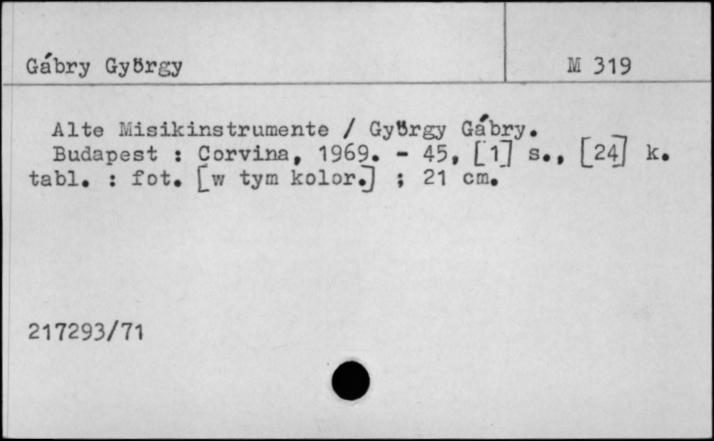 Gábry György
M 319
Alte Misikinstrumente / György Gábry.
Budapest : Corvina, 1969. - 45, [1] s., [24] k.
tabl. : fot. [w tym kolor.] ; 21 cm.
217293/71